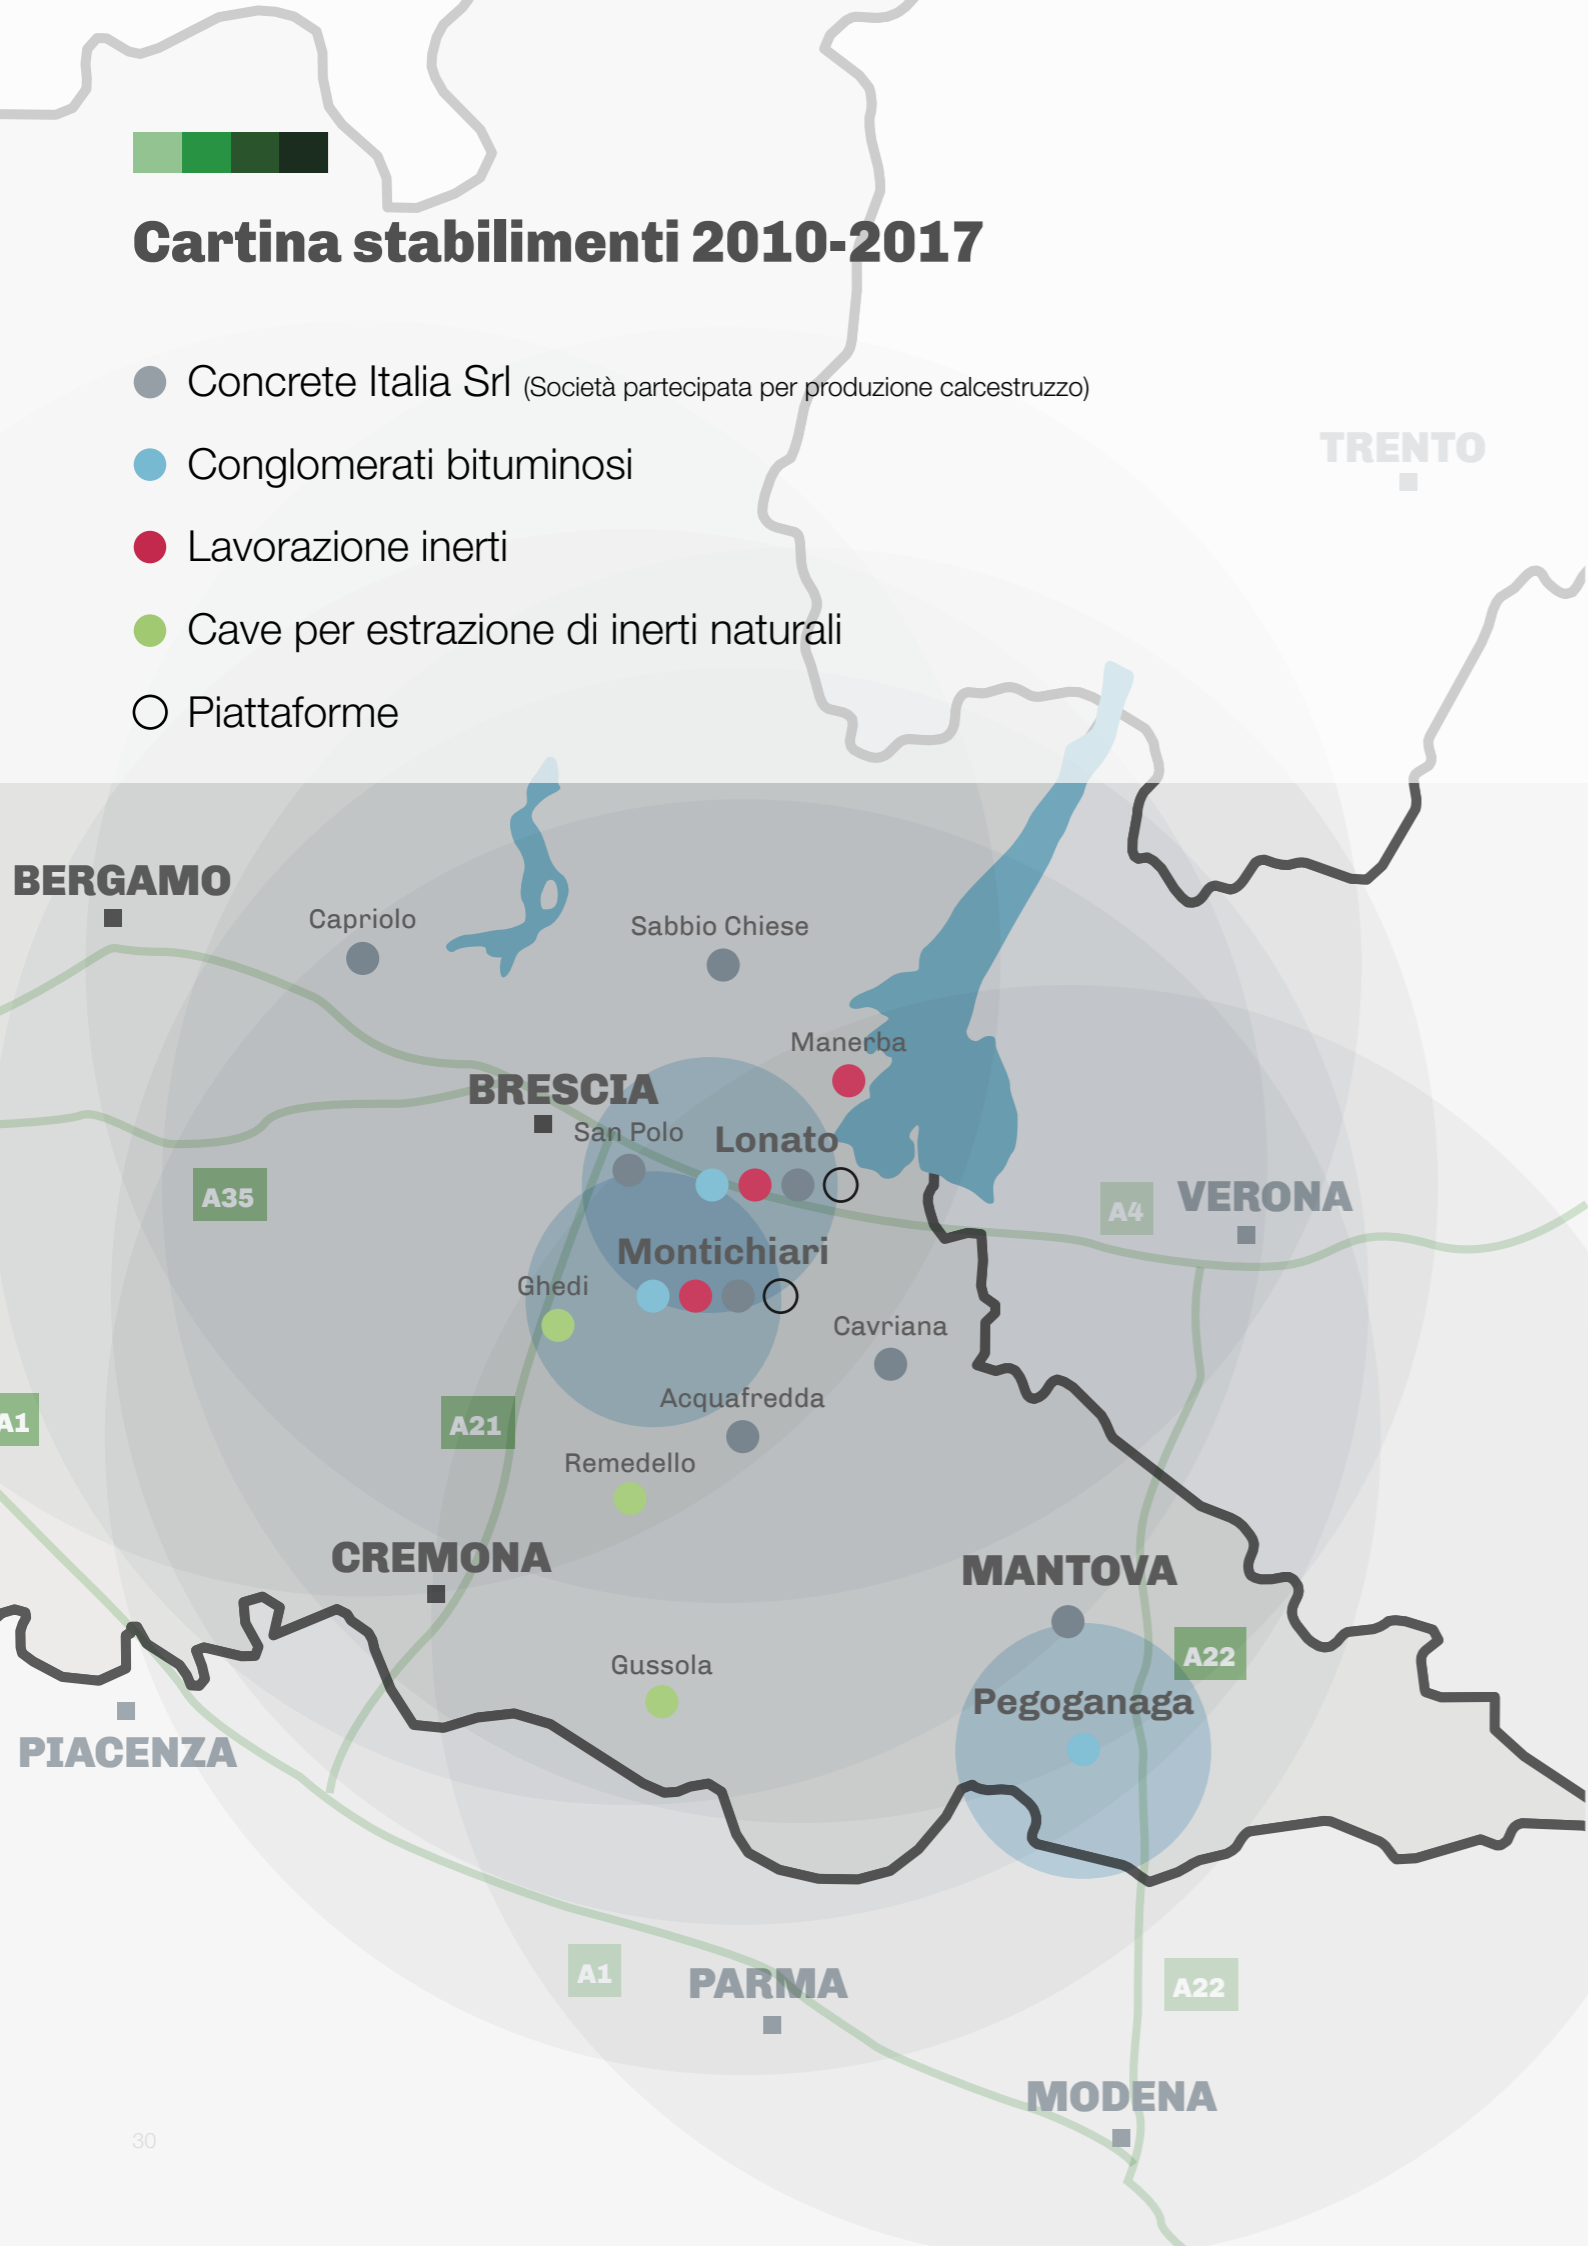 Cartina stabilimenti 2010-2017
Concrete Italia Srl (Società partecipata per produzione calcestruzzo)
TRENTO
Conglomerati bituminosi
Lavorazione inerti
Cave per estrazione di inerti naturali
Piattaforme
BERGAMO
Capriolo
Sabbio Chiese
Manerba
BRESCIA
San Polo
Lonato
A35
A4
VERONA
Montichiari
Ghedi
Cavriana
Acquafredda
A1
A21
Remedello
CREMONA
MANTOVA
A22
Gussola
Pegoganaga
PIACENZA
A1
PARMA
A22
MODENA
30